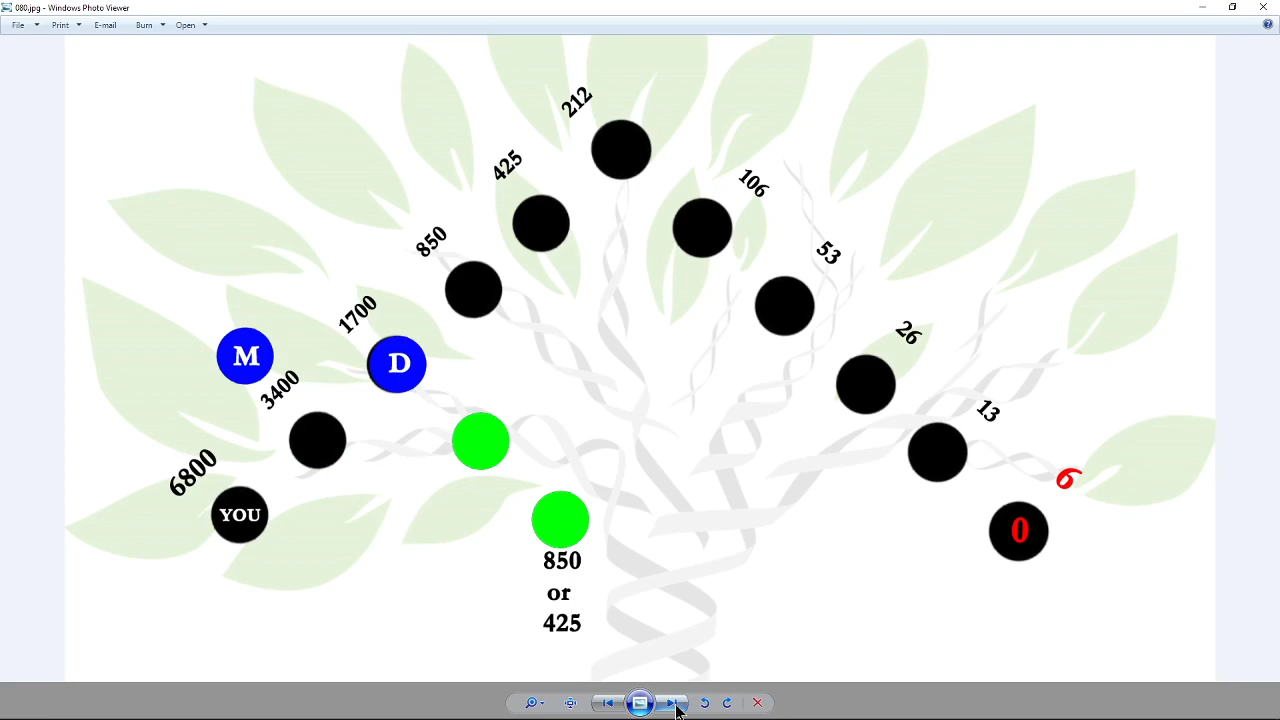 080.jpg - Windows Photo Viewer
File Print E-mail Burn Open
212
425
106
850
53
1700
26
M
D
3400
13
6800
6
YOU
0
850
or
425